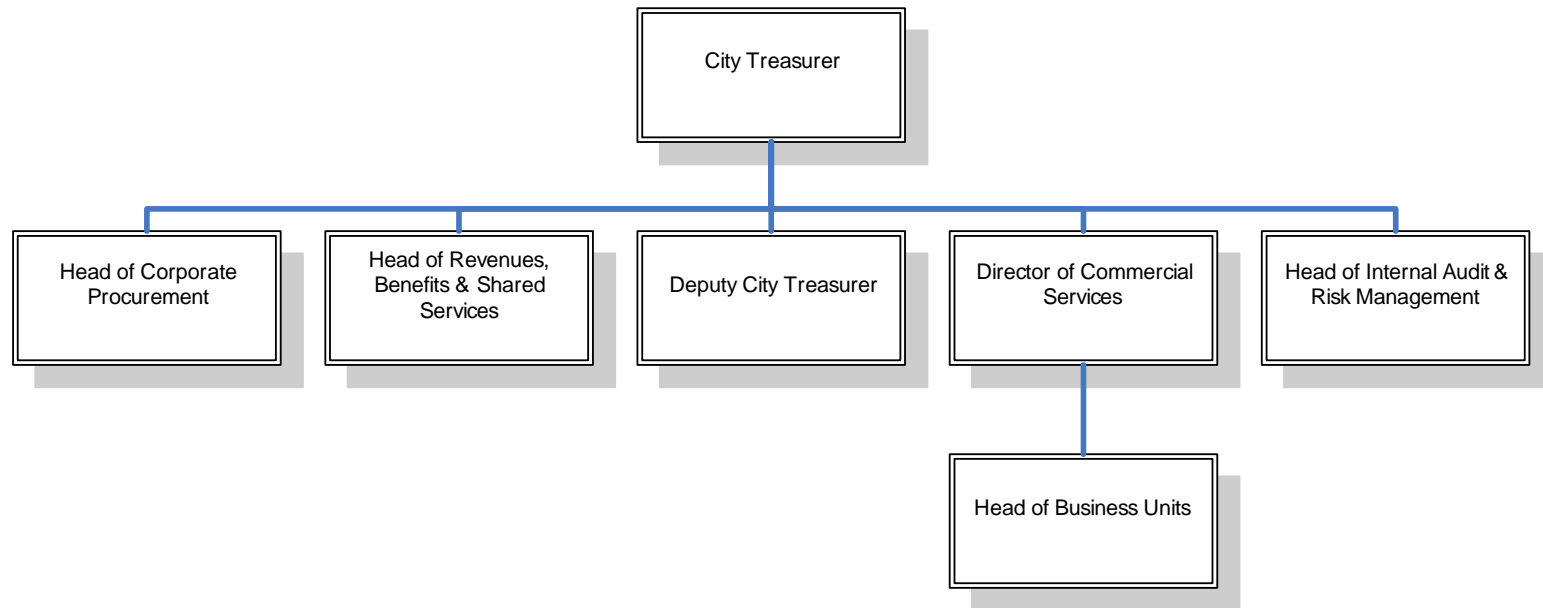 City Treasurer
Head of Corporate
Procurement
Head of Revenues,
Benefits & Shared
Services
Deputy City Treasurer
Director of Commercial
Services
Head of Internal Audit &
Risk Management
Head of Business Units